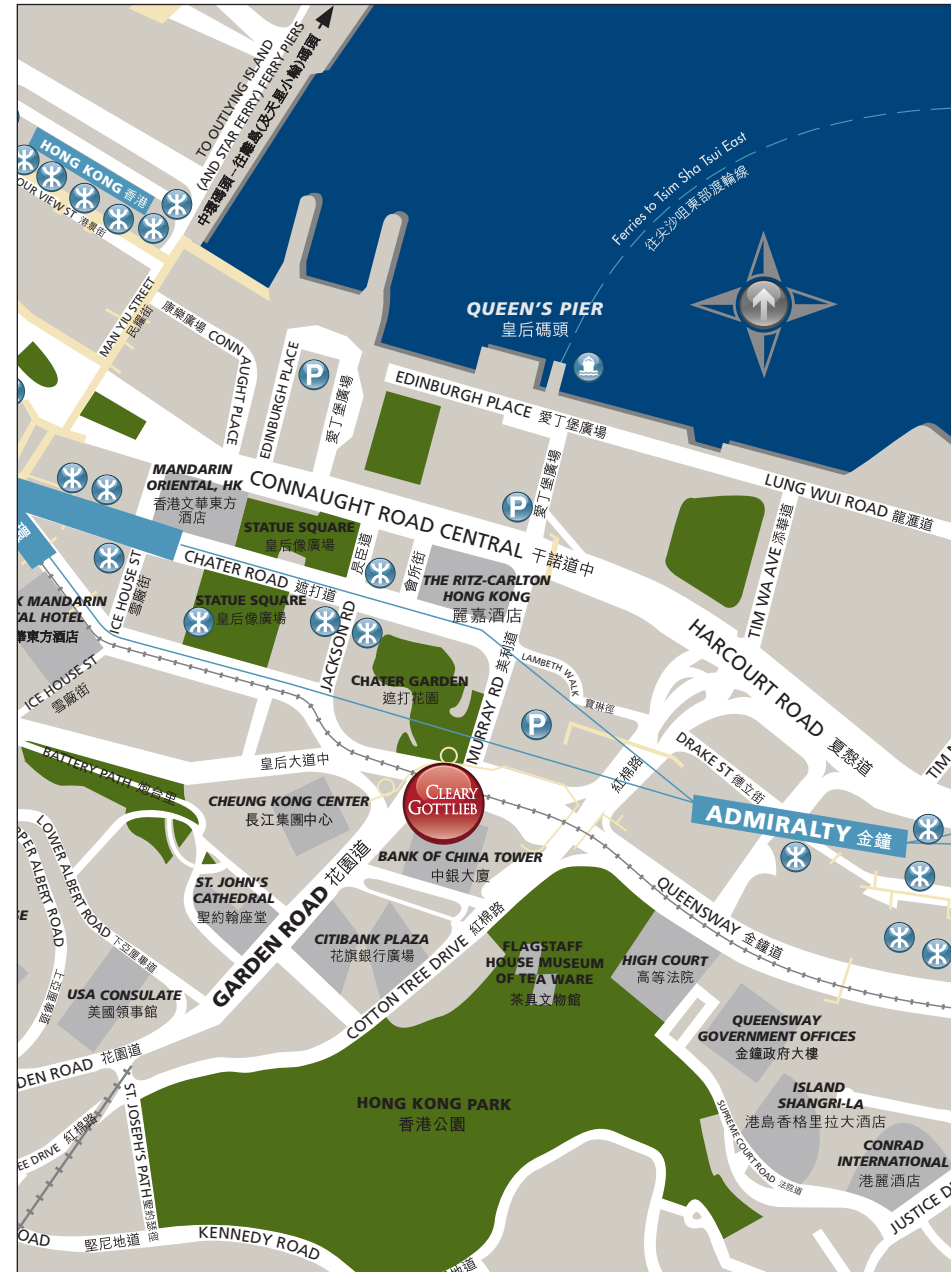 TO OUTLYING ISLAND
(AND STAR FERRY) FERRY PIERS
中環碼頭－往離島(及天星小輪)碼頭
HONG KONG 香港
OUR VIEW ST 港景街
MAN YIU STREET
民耀街
Ferries to Tsim Sha Tsui East
往尖沙咀東部渡輪線
QUEEN'S PIER
皇后碼頭
康樂廣場 CONNAUGHT PLACE
EDINBURGH PLACE
愛丁堡廣場
P
EDINBURGH PLACE 愛丁堡廣場
愛丁堡廣場
P
LUNG WUI ROAD 龍滙道
TIM WA AVE 添華道
MANDARIN
ORIENTAL, HK
香港文華東方
酒店
CONNAUGHT ROAD CENTRAL 干諾道中
STATUE SQUARE
皇后像廣場
CHATER ROAD 遮打道
STATUE SQUARE
皇后像廣場
昃臣道
JACKSON RD
會所街
THE RITZ-CARLTON
HONG KONG
麗嘉酒店
ICE HOUSE ST
雪廠街
K MANDARIN
AL HOTEL
華東方酒店
ICE HOUSE ST
雪廠街
CHATER GARDEN
遮打花園
MURRAY RD 美利道
LAMBETH WALK
寶琳徑
P
HARCOURT ROAD 夏慤道
TIM
DRAKE ST 德立街
紅棉路
ADMIRALTY 金鐘
BATTERY PATH 炮台里
皇后大道中
CLEARY
GOTTLIEB
CHEUNG KONG CENTER
長江集團中心
BANK OF CHINA TOWER
中銀大廈
PPER ALBERT ROAD
LOWER ALBERT ROAD
下亞厘畢道
SE
ST. JOHN'S
CATHEDRAL
聖約翰座堂
GARDEN ROAD 花園道
CITIBANK PLAZA
花旗銀行廣場
COTTON TREE DRIVE 紅棉路
QUEENSWAY 金鐘道
FLAGSTAFF
HOUSE MUSEUM
OF TEA WARE
茶具文物館
HIGH COURT
高等法院
USA CONSULATE
美國領事館
QUEENSWAY
GOVERNMENT OFFICES
金鐘政府大樓
DEN ROAD 花園道
EE DRIVE 紅棉路
ST. JOSEPH'S PATH
HONG KONG PARK
香港公園
ISLAND
SHANGRI-LA
港島香格里拉大酒店
SUPREME COURT ROAD 法院道
CONRAD
INTERNATIONAL
港麗酒店
JUSTICE D
OAD 堅尼地道 KENNEDY ROAD
地道